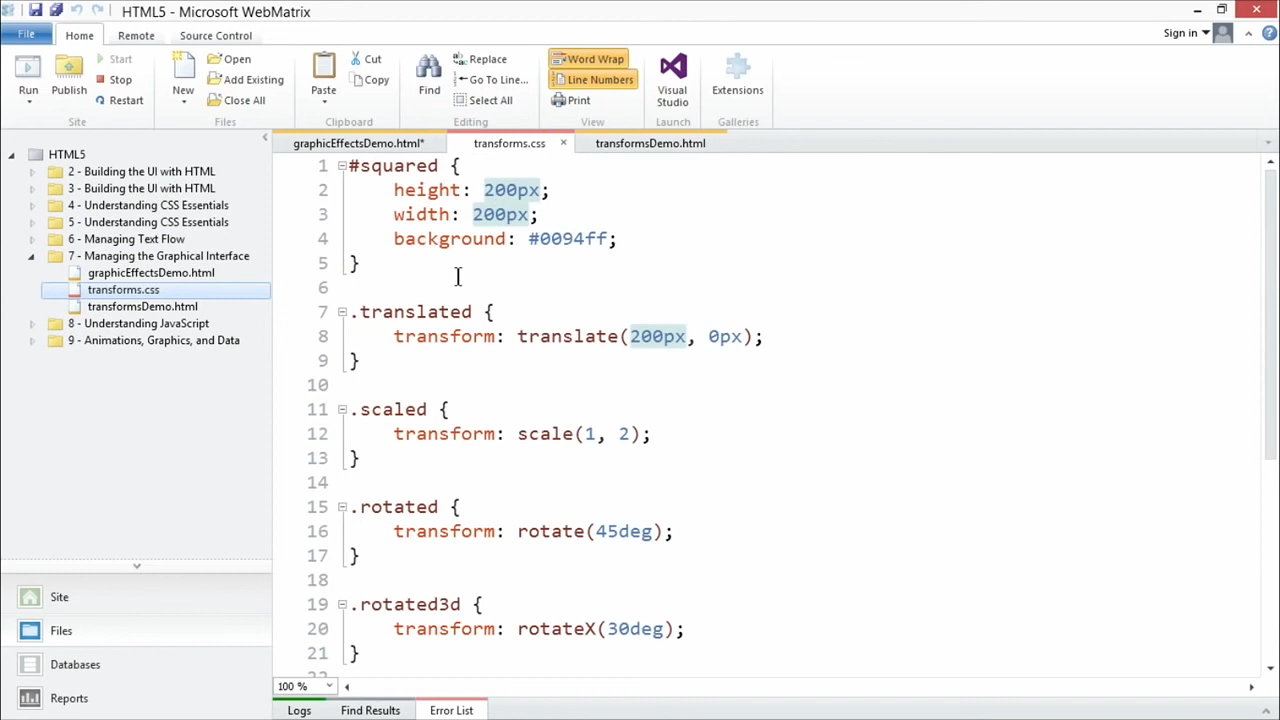 HTML5 - Microsoft WebMatrix
File Home Remote Source Control Sign in
Run Publish Start Stop Restart New Open Add Existing Close All Paste Cut Copy Find Replace Go To Line... Select All Word Wrap Line Numbers Print Visual Studio Extensions
Site Files Clipboard Editing View Launch Galleries
graphicEffectsDemo.html* transforms.css transformsDemo.html
HTML5
2 - Building the UI with HTML
3 - Building the UI with HTML
4 - Understanding CSS Essentials
5 - Understanding CSS Essentials
6 - Managing Text Flow
7 - Managing the Graphical Interface
graphicEffectsDemo.html
transforms.css
transformsDemo.html
8 - Understanding JavaScript
9 - Animations, Graphics, and Data
Site
Files
Databases
Reports
1 #squared {
2 height: 200px;
3 width: 200px;
4 background: #0094ff;
5 }
6
7 .translated {
8 transform: translate(200px, 0px);
9 }
10
11 .scaled {
12 transform: scale(1, 2);
13 }
14
15 .rotated {
16 transform: rotate(45deg);
17 }
18
19 .rotated3d {
20 transform: rotateX(30deg);
21 }
100 %
Logs Find Results Error List